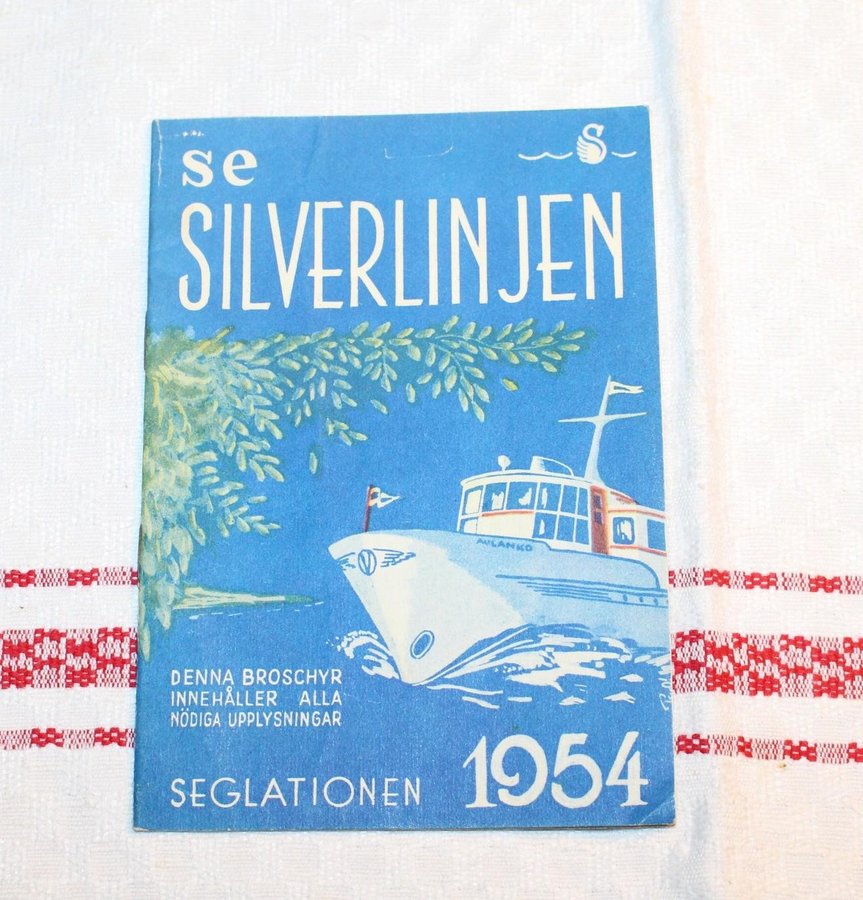 se
S
SILVERLINJEN
AULANKO
DENNA BROSCHYR
INNEHÅLLER ALLA
NÖDIGA UPPLYSNINGAR
SEGLATIONEN 1954